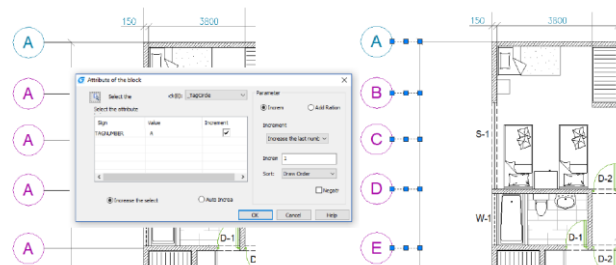 150 3800
A
A
A
A
A
Attribute of the block
Select the _tagcircle
Select the attribute
Sign Value Increment
TAGNUMBER A
Increase the select
Auto Increa
Parameter
Increm
Add Ration
Increment
Increase the last numb
Increm 1
Sort: Draw Order
Negati
OK Cancel Help
D-1
150 3800
A
B
C
D
E
S-1
W-1
D-2
D-1
D-2